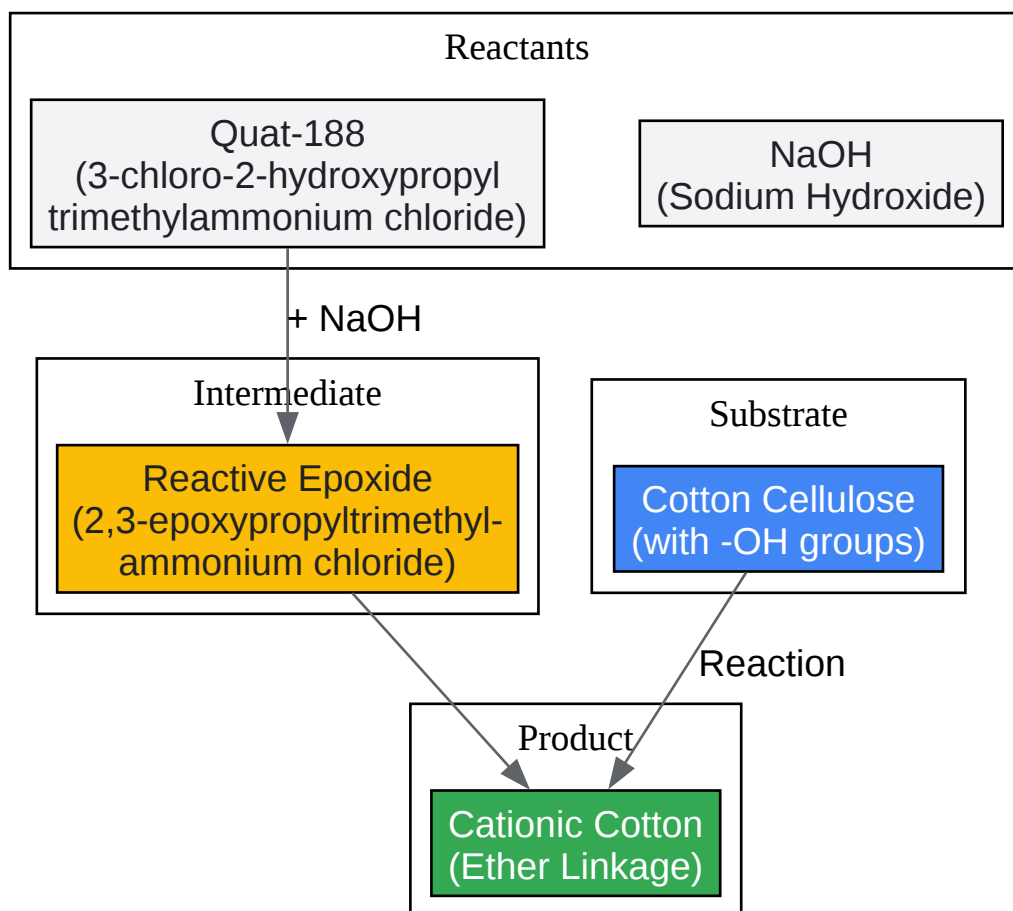 Reactants
Quat-188
(3-chloro-2-hydroxypropyl
trimethylammonium chloride)
NaOH
(Sodium Hydroxide)
+ NaOH
Intermediate
Reactive Epoxide
(2,3-epoxypropyltrimethyl-
ammonium chloride)
Substrate
Cotton Cellulose
(with -OH groups)
Reaction
Product
Cationic Cotton
(Ether Linkage)